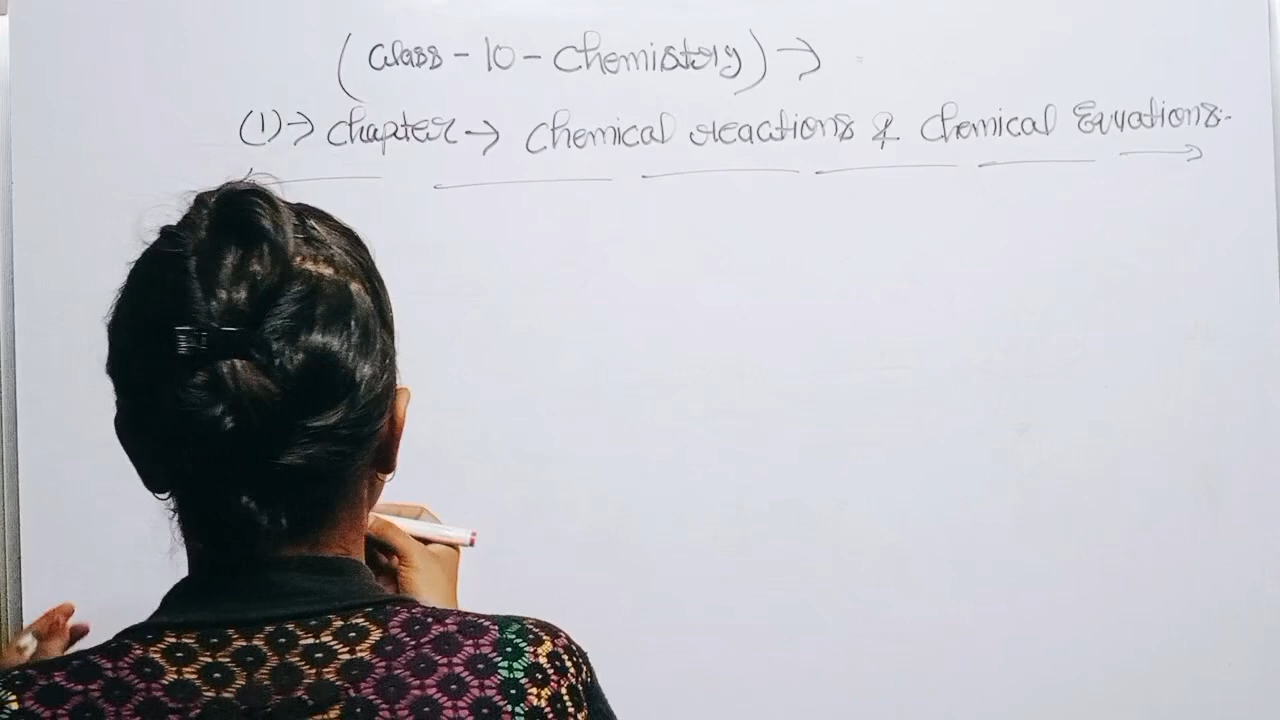 (Class - 10 - Chemistry) →
(1) → Chapter → Chemical reactions & Chemical Equations.